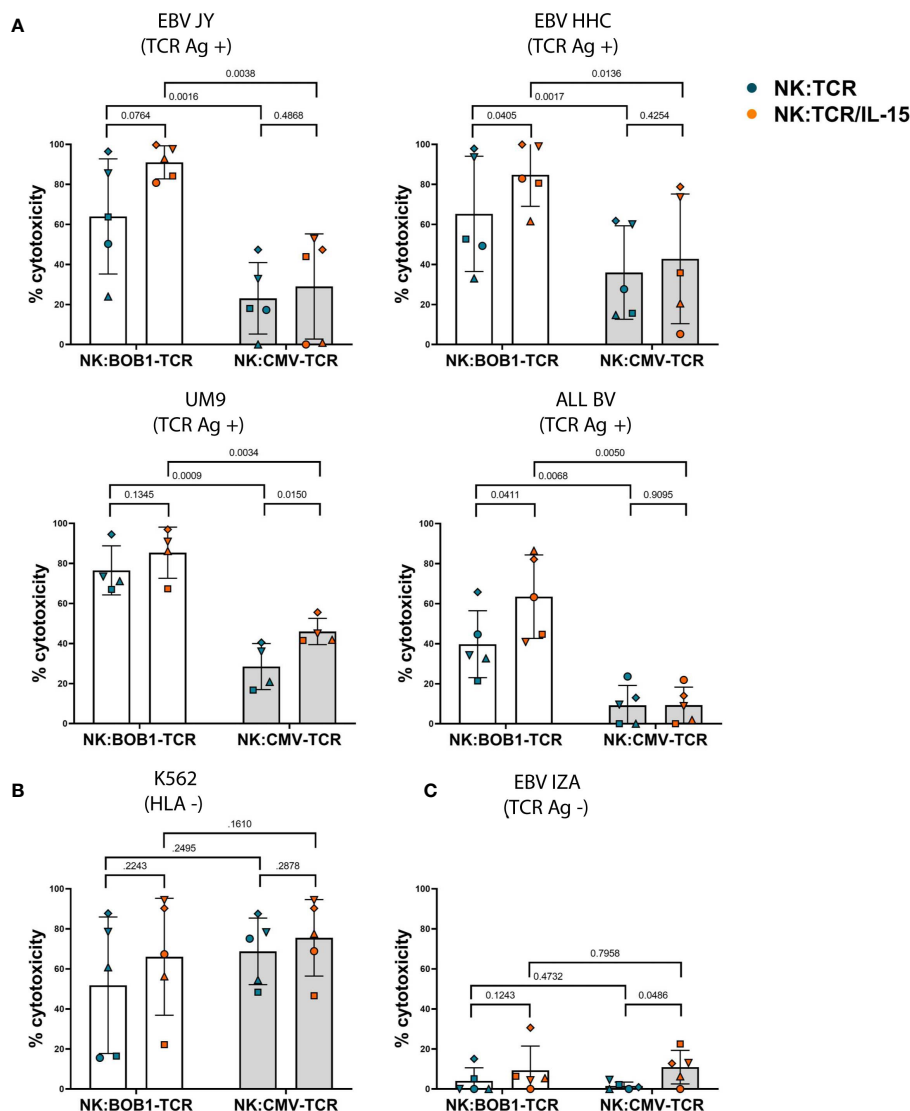 A
EBV JY
(TCR Ag +)
0.0038
0.0016
0.0764
0.4868
100
80
60
40
20
0
% cytotoxicity
NK:BOB1-TCR
NK:CMV-TCR
EBV HHC
(TCR Ag +)
0.0136
0.0017
0.0405
0.4254
100
80
60
40
20
0
% cytotoxicity
NK:BOB1-TCR
NK:CMV-TCR
NK:TCR
NK:TCR/IL-15
UM9
(TCR Ag +)
0.0034
0.0009
0.1345
0.0150
100
80
60
40
20
0
% cytotoxicity
NK:BOB1-TCR
NK:CMV-TCR
ALL BV
(TCR Ag +)
0.0050
0.0068
0.0411
0.9095
100
80
60
40
20
0
% cytotoxicity
NK:BOB1-TCR
NK:CMV-TCR
B
K562
(HLA -)
.1610
.2495
.2243
.2878
100
80
60
40
20
0
% cytotoxicity
NK:BOB1-TCR
NK:CMV-TCR
C
EBV IZA
(TCR Ag -)
0.7958
0.4732
0.1243
0.0486
100
80
60
40
20
0
% cytotoxicity
NK:BOB1-TCR
NK:CMV-TCR